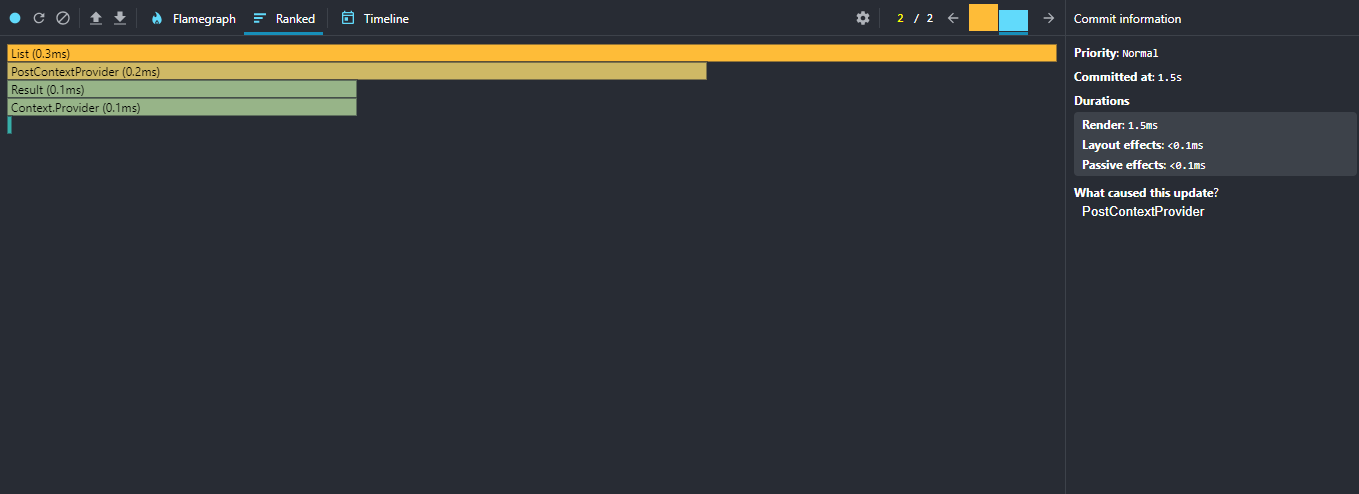 Flamegraph Ranked Timeline 2 / 2 Commit information
List (0.3ms)
PostContextProvider (0.2ms)
Result (0.1ms)
Context.Provider (0.1ms)
Priority: Normal
Committed at: 1.5s
Durations
Render: 1.5ms
Layout effects: <0.1ms
Passive effects: <0.1ms
What caused this update?
PostContextProvider